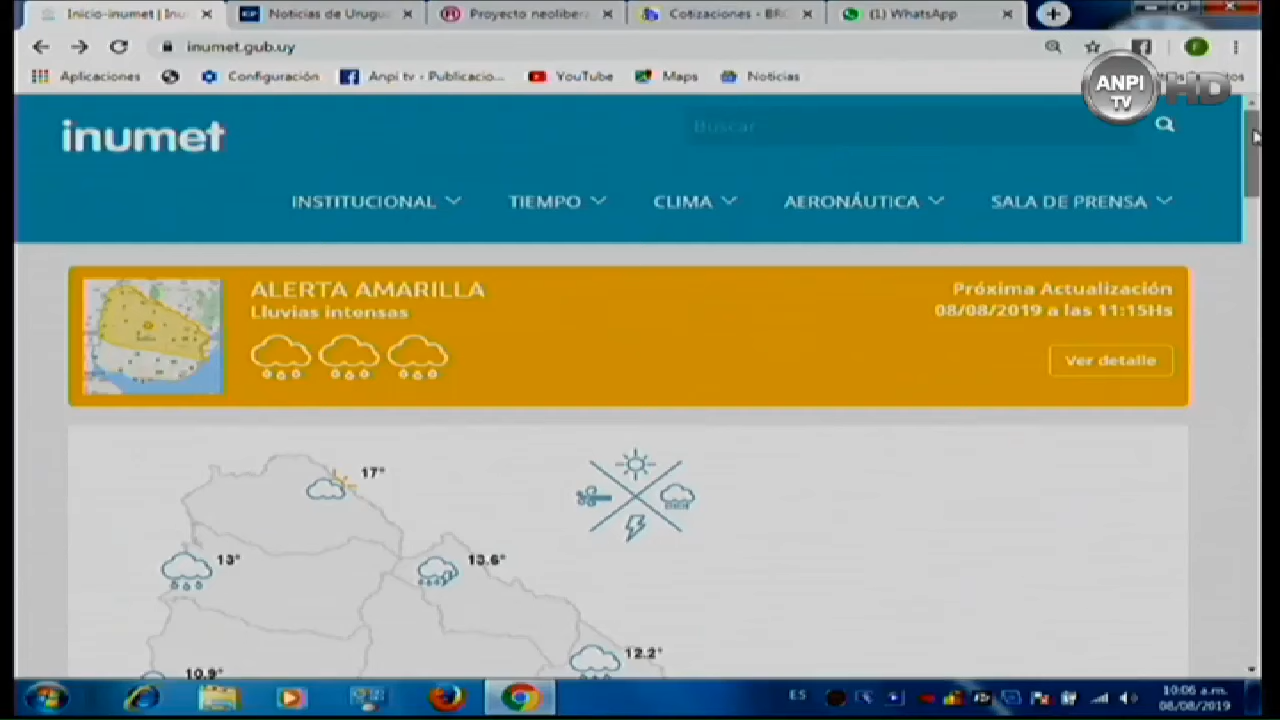 Inicio-inumet | Inu
Noticias de Urugua
Proyecto neolibera
Cotizaciones - BRO
(1) WhatsApp
inumet.gub.uy
Aplicaciones
Configuración
Anpi tv - Publicacio...
YouTube
Maps
Noticias
ANPI
TV
HD
inumet
Buscar
INSTITUCIONAL
TIEMPO
CLIMA
AERONÁUTICA
SALA DE PRENSA
ALERTA AMARILLA
Lluvias intensas
Próxima Actualización
08/08/2019 a las 11:15Hs
Ver detalle
17°
13°
13.6°
12.2°
10.9°
ES
10:06 a.m.
08/08/2019